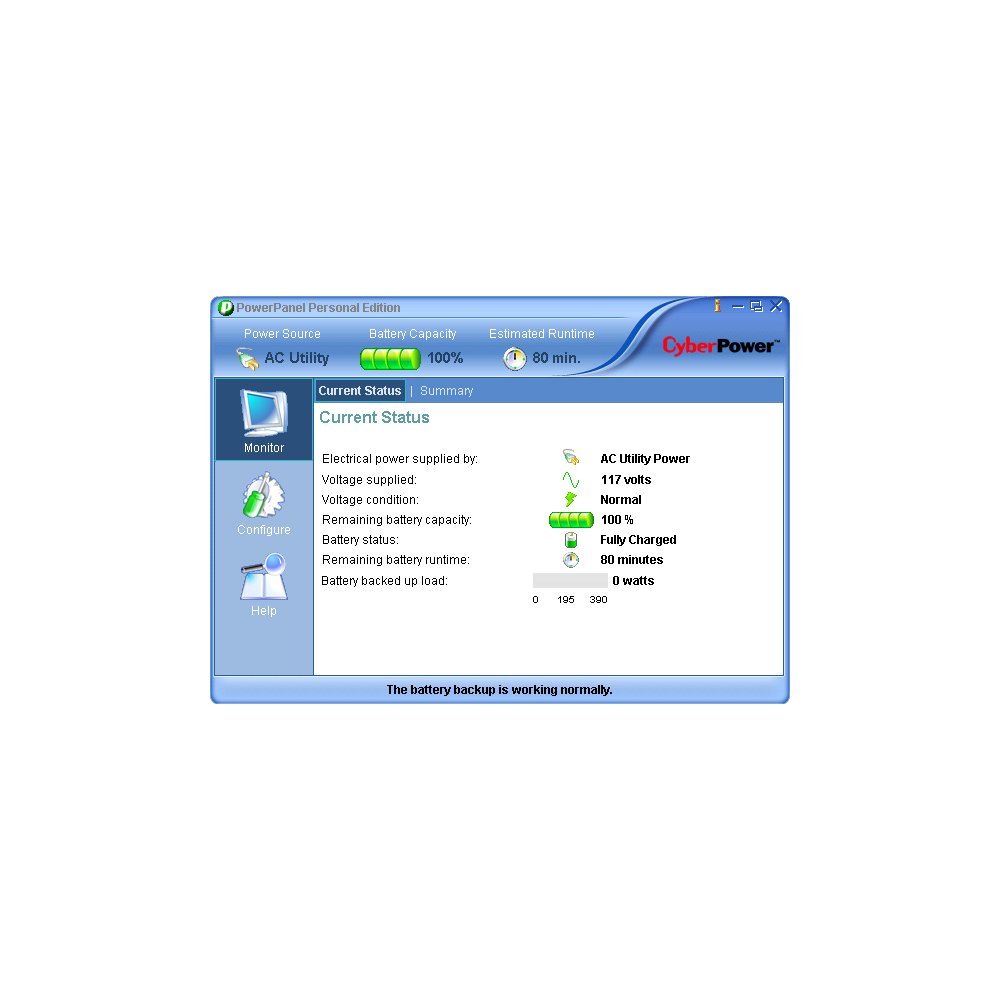 PowerPanel Personal Edition
Power Source Battery Capacity Estimated Runtime
AC Utility 100% 80 min.
CyberPower™
Current Status | Summary
Current Status
Monitor
Electrical power supplied by: AC Utility Power
Voltage supplied: 117 volts
Voltage condition: Normal
Remaining battery capacity: 100 %
Configure
Battery status: Fully Charged
Remaining battery runtime: 80 minutes
Battery backed up load: 0 watts
0 195 390
Help
The battery backup is working normally.